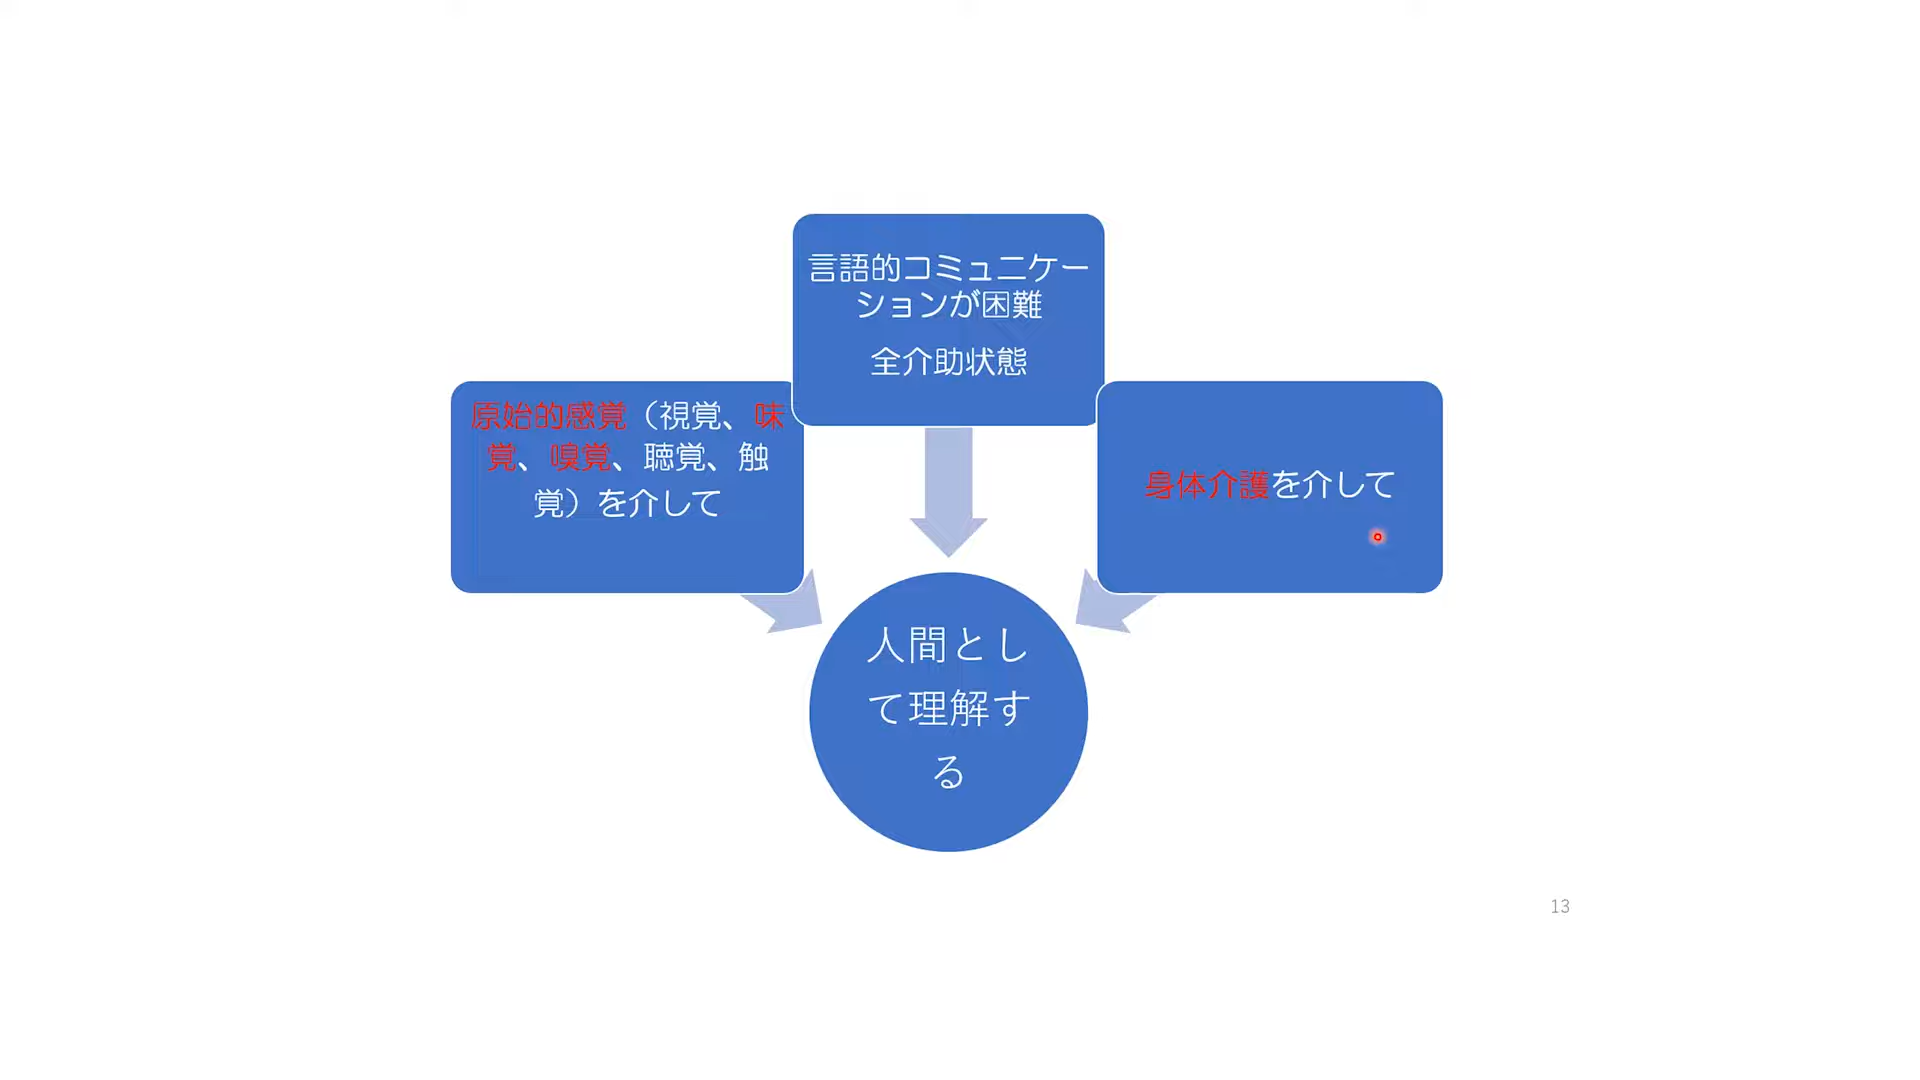 言語的コミュニケー
ションが困難
全介助状態
原始的感覚（視覚、味
覚、嗅覚、聴覚、触
覚）を介して
身体介護を介して
人間とし
て理解す
る
13